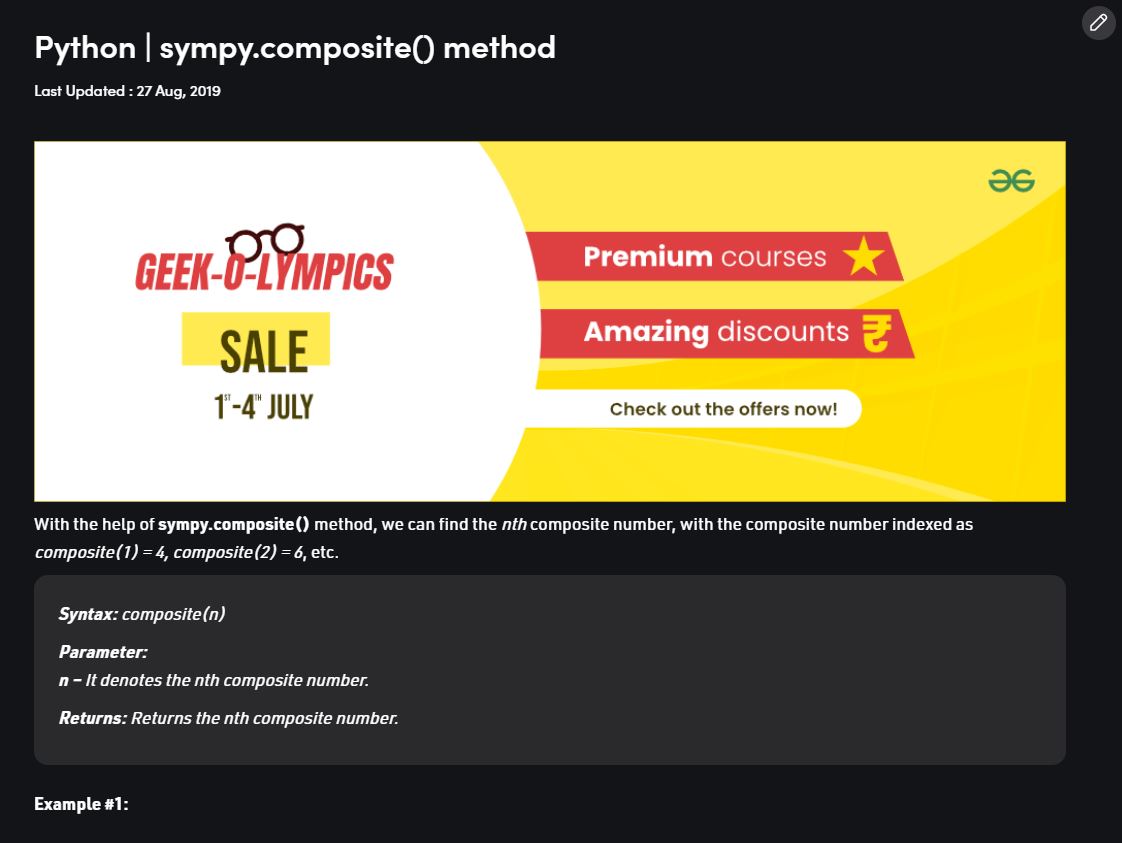 Python | sympy.composite() method
Last Updated : 27 Aug, 2019
GEEK-O-LYMPICS
SALE
1ST-4TH JULY
Premium courses
Amazing discounts
Check out the offers now!
With the help of sympy.composite() method, we can find the nth composite number, with the composite number indexed as
composite(1) = 4, composite(2) = 6, etc.
Syntax: composite(n)
Parameter:
n – It denotes the nth composite number.
Returns: Returns the nth composite number.
Example #1: